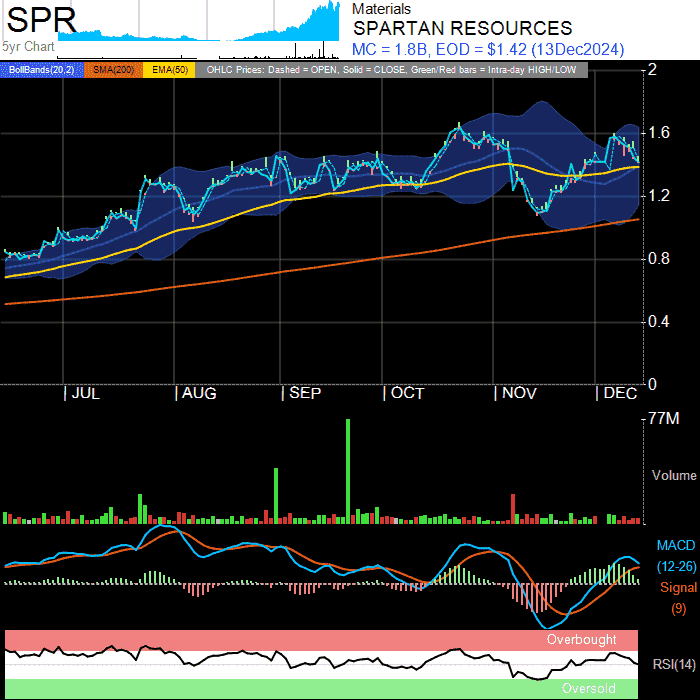 SPR
5yr Chart
Materials
SPARTAN RESOURCES
MC = 1.8B, EOD = $1.42 (13Dec2024)
BollBands(20,2) SMA(200) EMA(50) OHLC Prices: Dashed = OPEN, Solid = CLOSE, Green/Red bars = Intra-day HIGH/LOW
2
1.6
1.2
0.8
0.4
0
JUL AUG SEP OCT NOV DEC
77M
Volume
MACD
(12-26)
Signal
(9)
Overbought
RSI(14)
Oversold